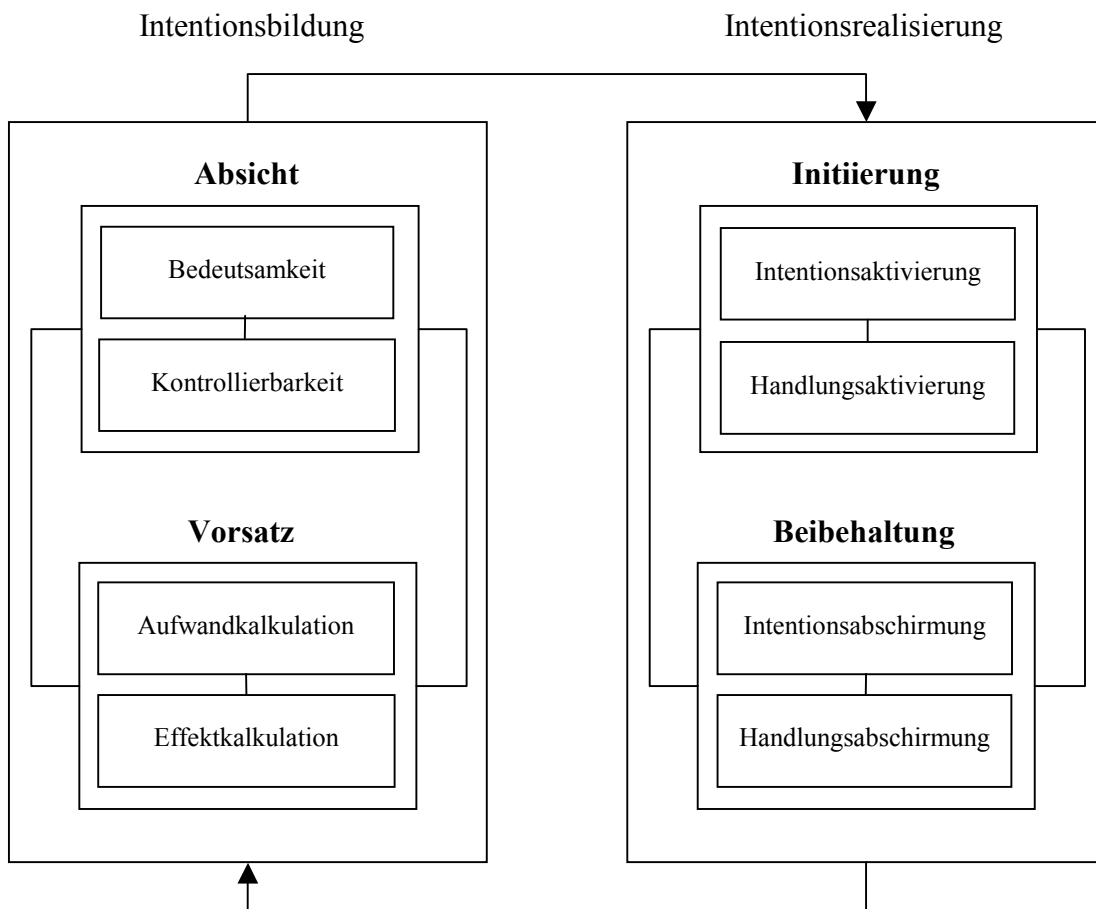 Intentionsbildung
Intentionsrealisierung
Absicht
Bedeutsamkeit
Kontrollierbarkeit
Vorsatz
Aufwandkalkulation
Effektkalkulation
Initiierung
Intentionsaktivierung
Handlungsaktivierung
Beibehaltung
Intentionsabschirmung
Handlungsabschirmung